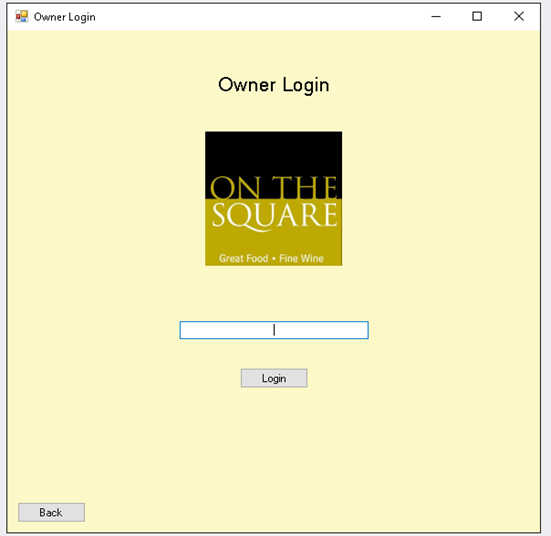 Owner Login
Owner Login
ON THE
SQUARE
Great Food • Fine Wine
Login
Back